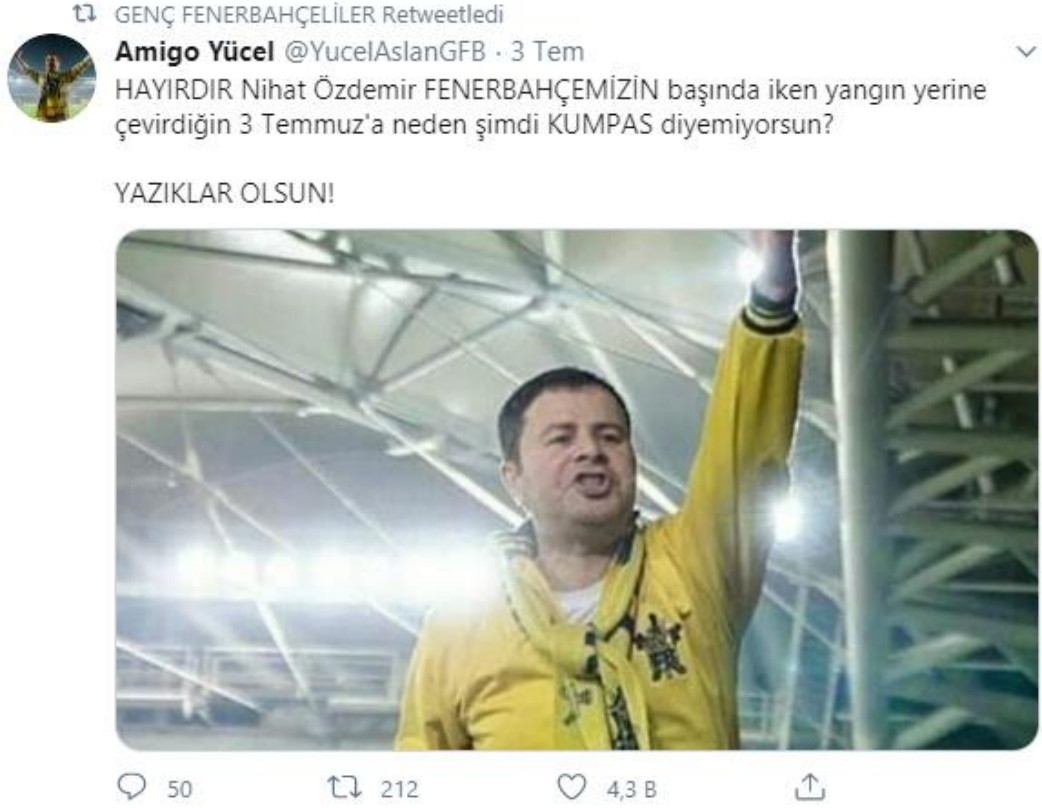 GENÇ FENERBAHÇELİLER Retweetledi
Amigo Yücel @YucelAslanGFB · 3 Tem
HAYIRDIR Nihat Özdemir FENERBAHÇEMİZİN başında iken yangın yerine
çevirdiğin 3 Temmuz'a neden şimdi KUMPAS diyemiyorsun?
YAZIKLAR OLSUN!
50 212 4,3 B